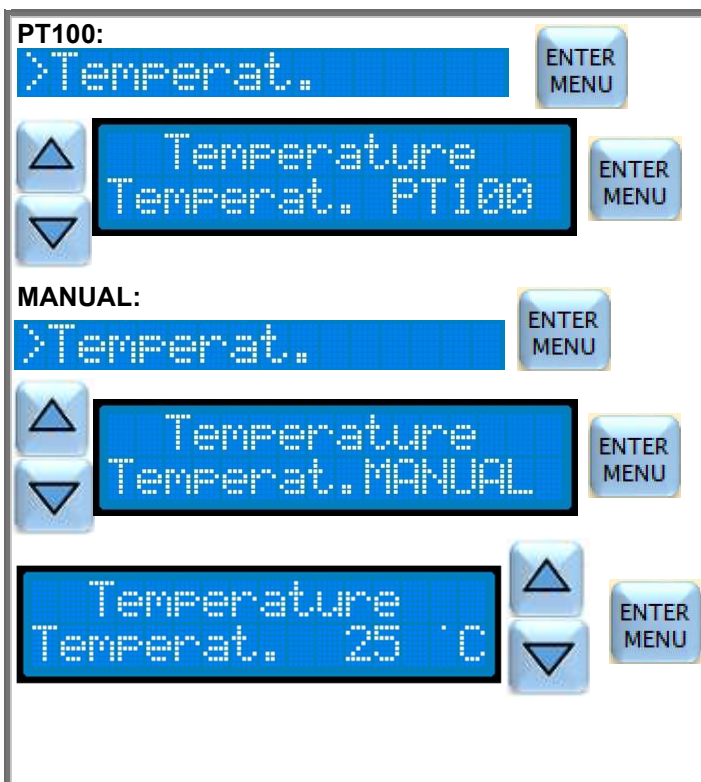 PT100:
>Temperat.
ENTER
MENU
Temperature
Temperat. PT100
ENTER
MENU
MANUAL:
>Temperat.
ENTER
MENU
Temperature
Temperat.MANUAL
ENTER
MENU
Temperature
Temperat. 25 °C
ENTER
MENU